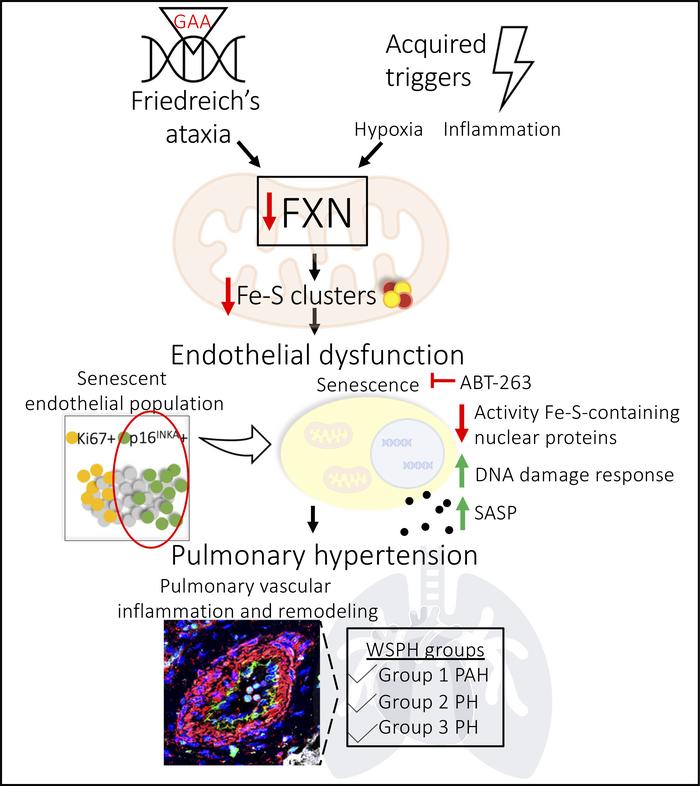 GAA
Friedreich's
ataxia
Acquired
triggers
Hypoxia
Inflammation
FXN
Fe-S clusters
Endothelial dysfunction
Senescent
endothelial population
Ki67+
p16INKA+
Senescence
ABT-263
Activity Fe-S-containing
nuclear proteins
DNA damage response
SASP
Pulmonary hypertension
Pulmonary vascular
inflammation and remodeling
WSPH groups
Group 1 PAH
Group 2 PH
Group 3 PH